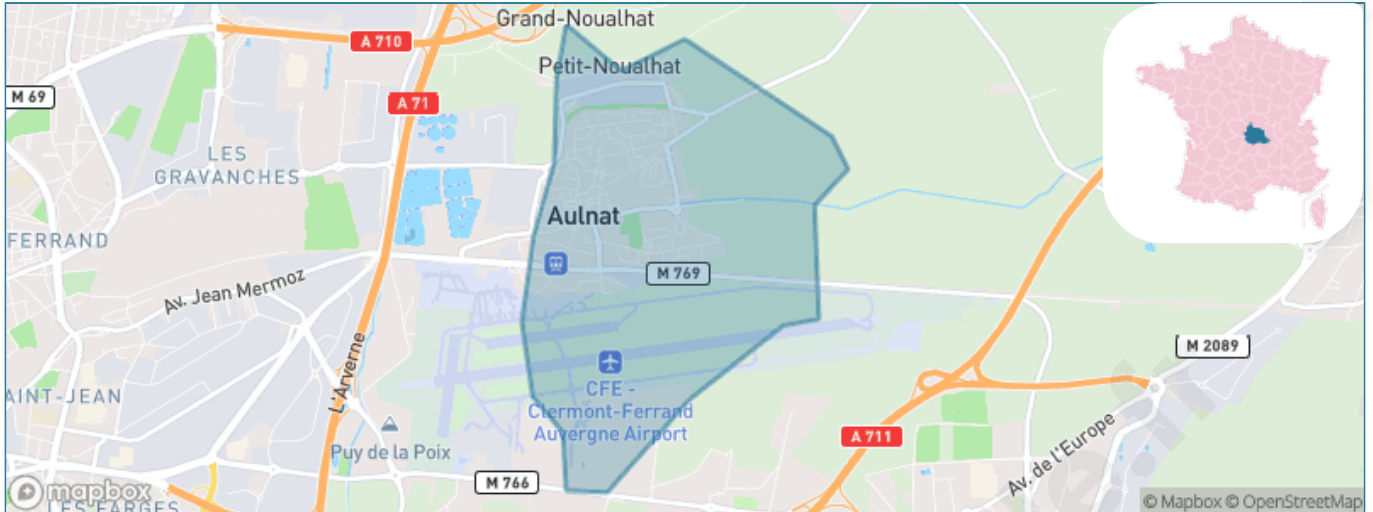 Grand-Noualhat
A 710
Petit-Noualhat
M 69
A 71
LES
GRAVANCHES
Aulnat
FERRAND
M 769
Av. Jean Mermoz
M 2089
L'Arverne
CFE -
Clermont-Ferrand
Auvergne Airport
AINT-JEAN
Puy de la Poix
A 711
Av. de l'Europe
M 766
mapbox
LES FARGES
© Mapbox © OpenStreetMap